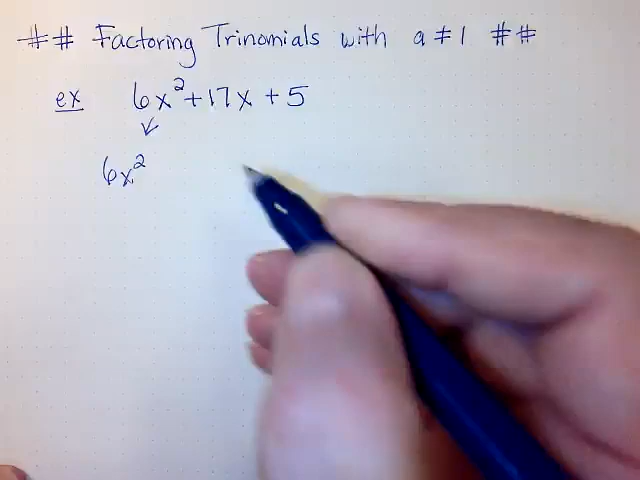 ## Factoring Trinomials with a≠1 ##
ex 6x²+17x+5
6x²